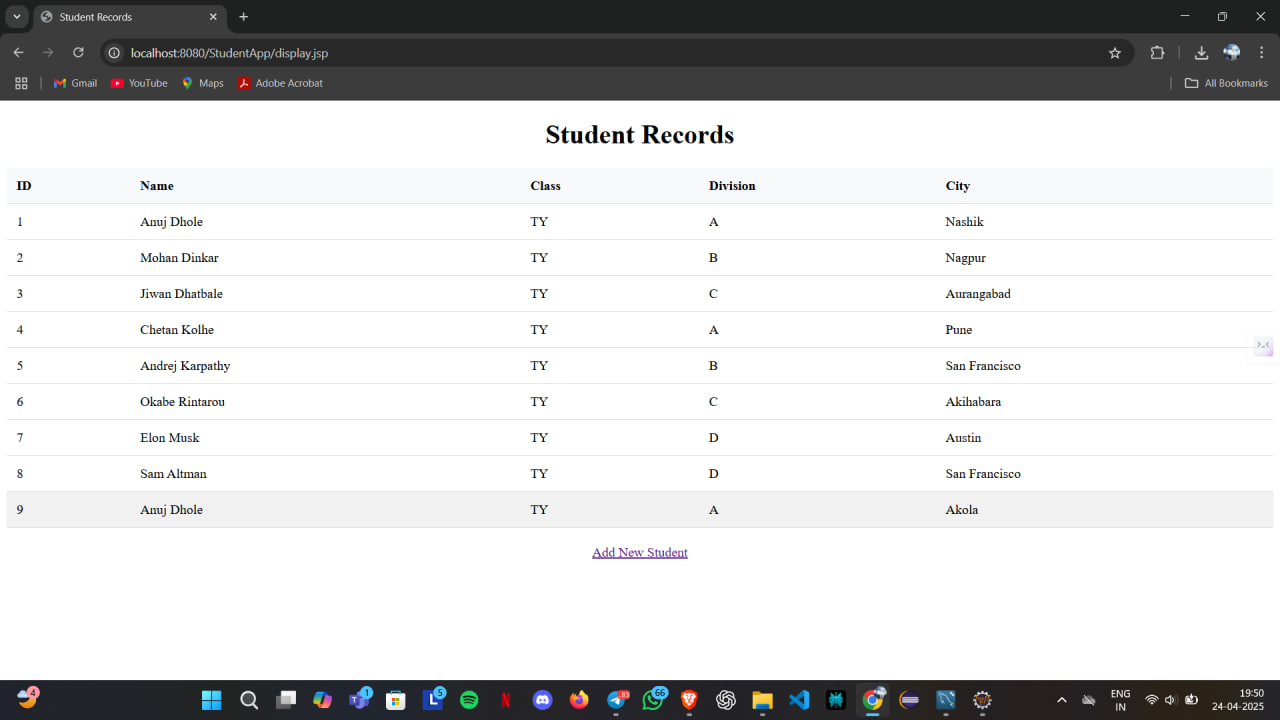 Student Records
localhost:8080/StudentApp/display.jsp
Gmail YouTube Maps Adobe Acrobat All Bookmarks
Student Records
ID Name Class Division City
1 Anuj Dhole TY A Nashik
2 Mohan Dinkar TY B Nagpur
3 Jiwan Dhatbale TY C Aurangabad
4 Chetan Kolhe TY A Pune
5 Andrej Karpathy TY B San Francisco
6 Okabe Rintarou TY C Akihabara
7 Elon Musk TY D Austin
8 Sam Altman TY D San Francisco
9 Anuj Dhole TY A Akola
Add New Student
4 1 5 83 66 ENG 19:50
IN 24-04-2025